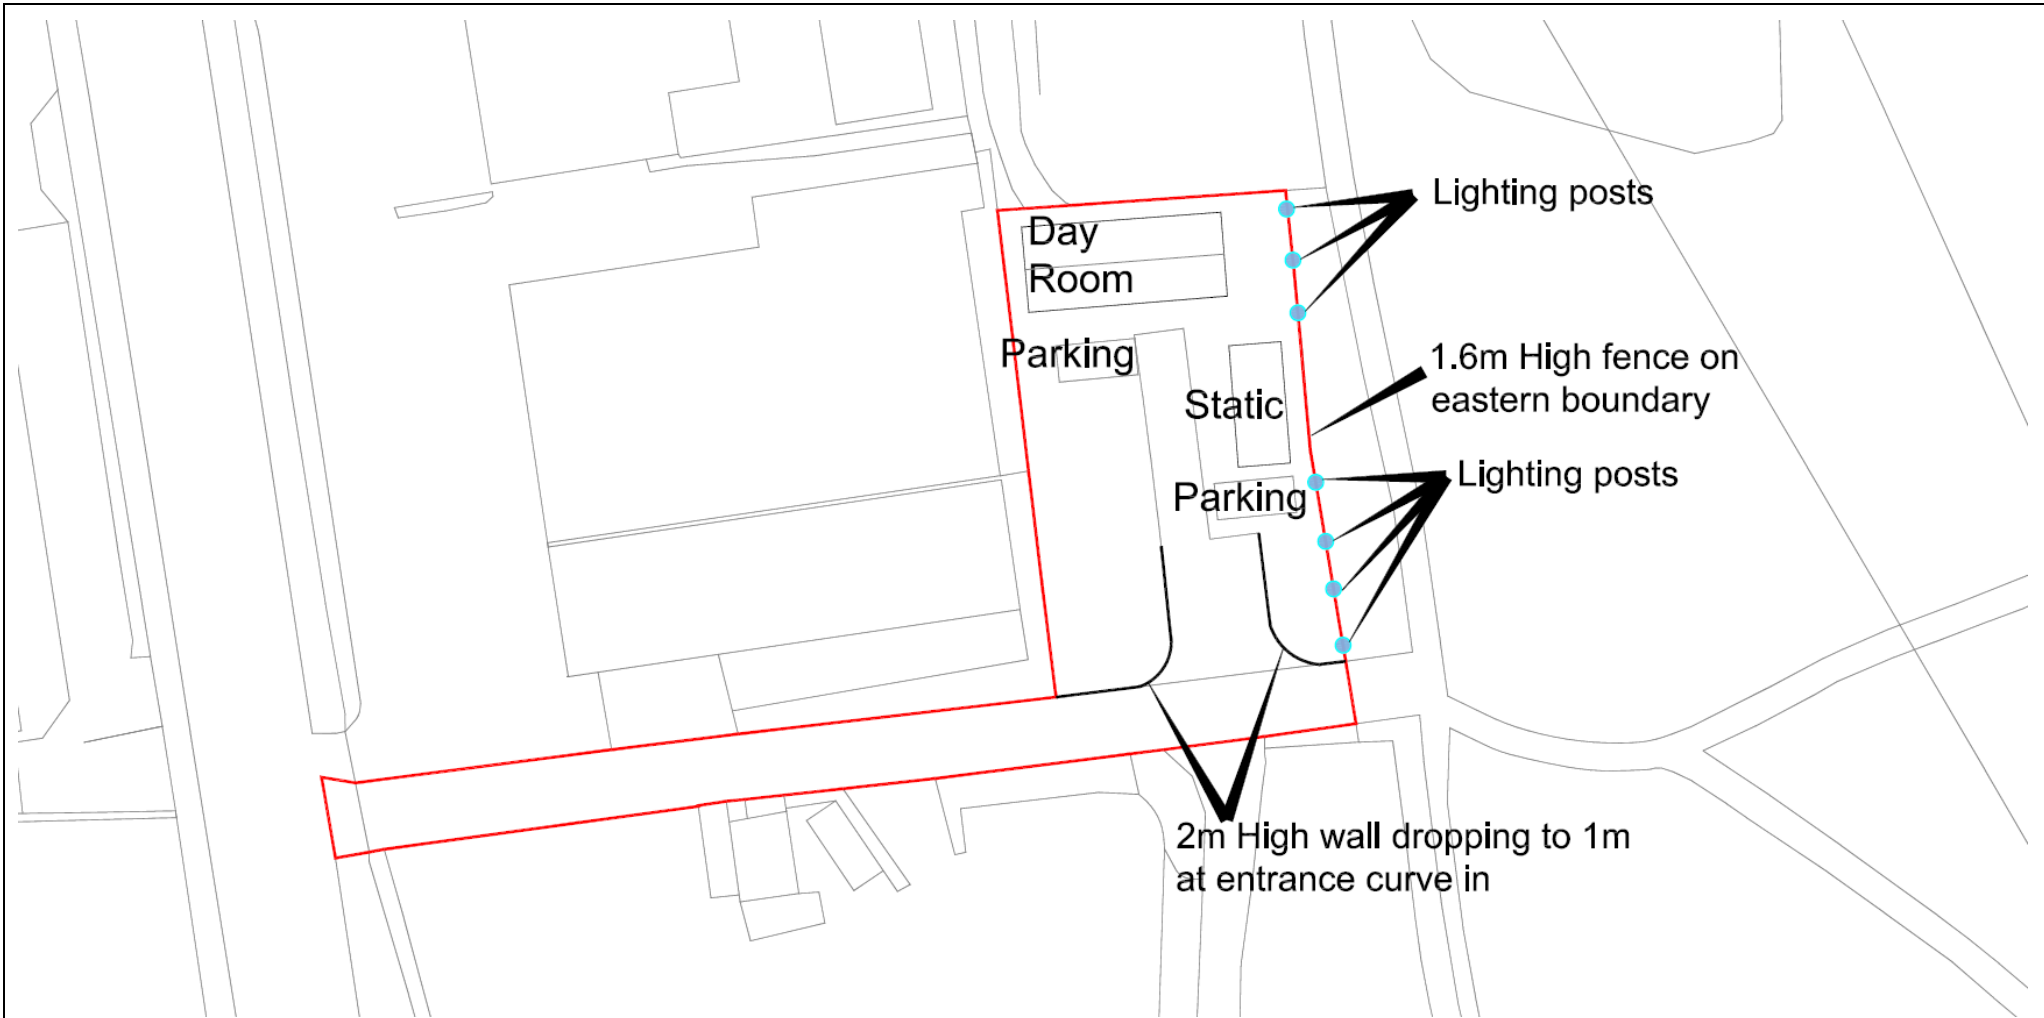 Lighting posts
Day
Room
Parking
1.6m High fence on
eastern boundary
Static
Lighting posts
Parking
2m High wall dropping to 1m
at entrance curve in